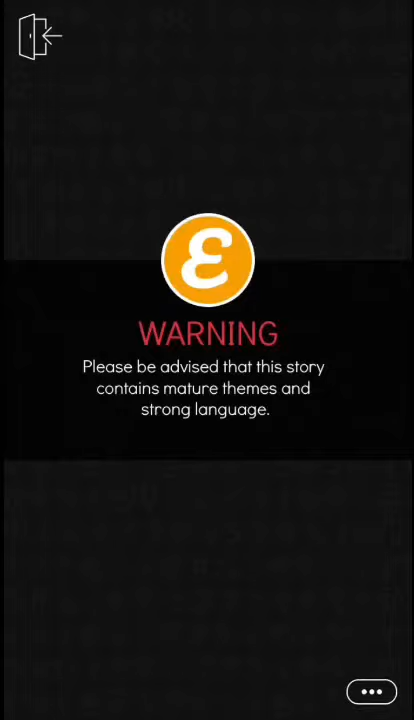 ε
WARNING
Please be advised that this story
contains mature themes and
strong language.